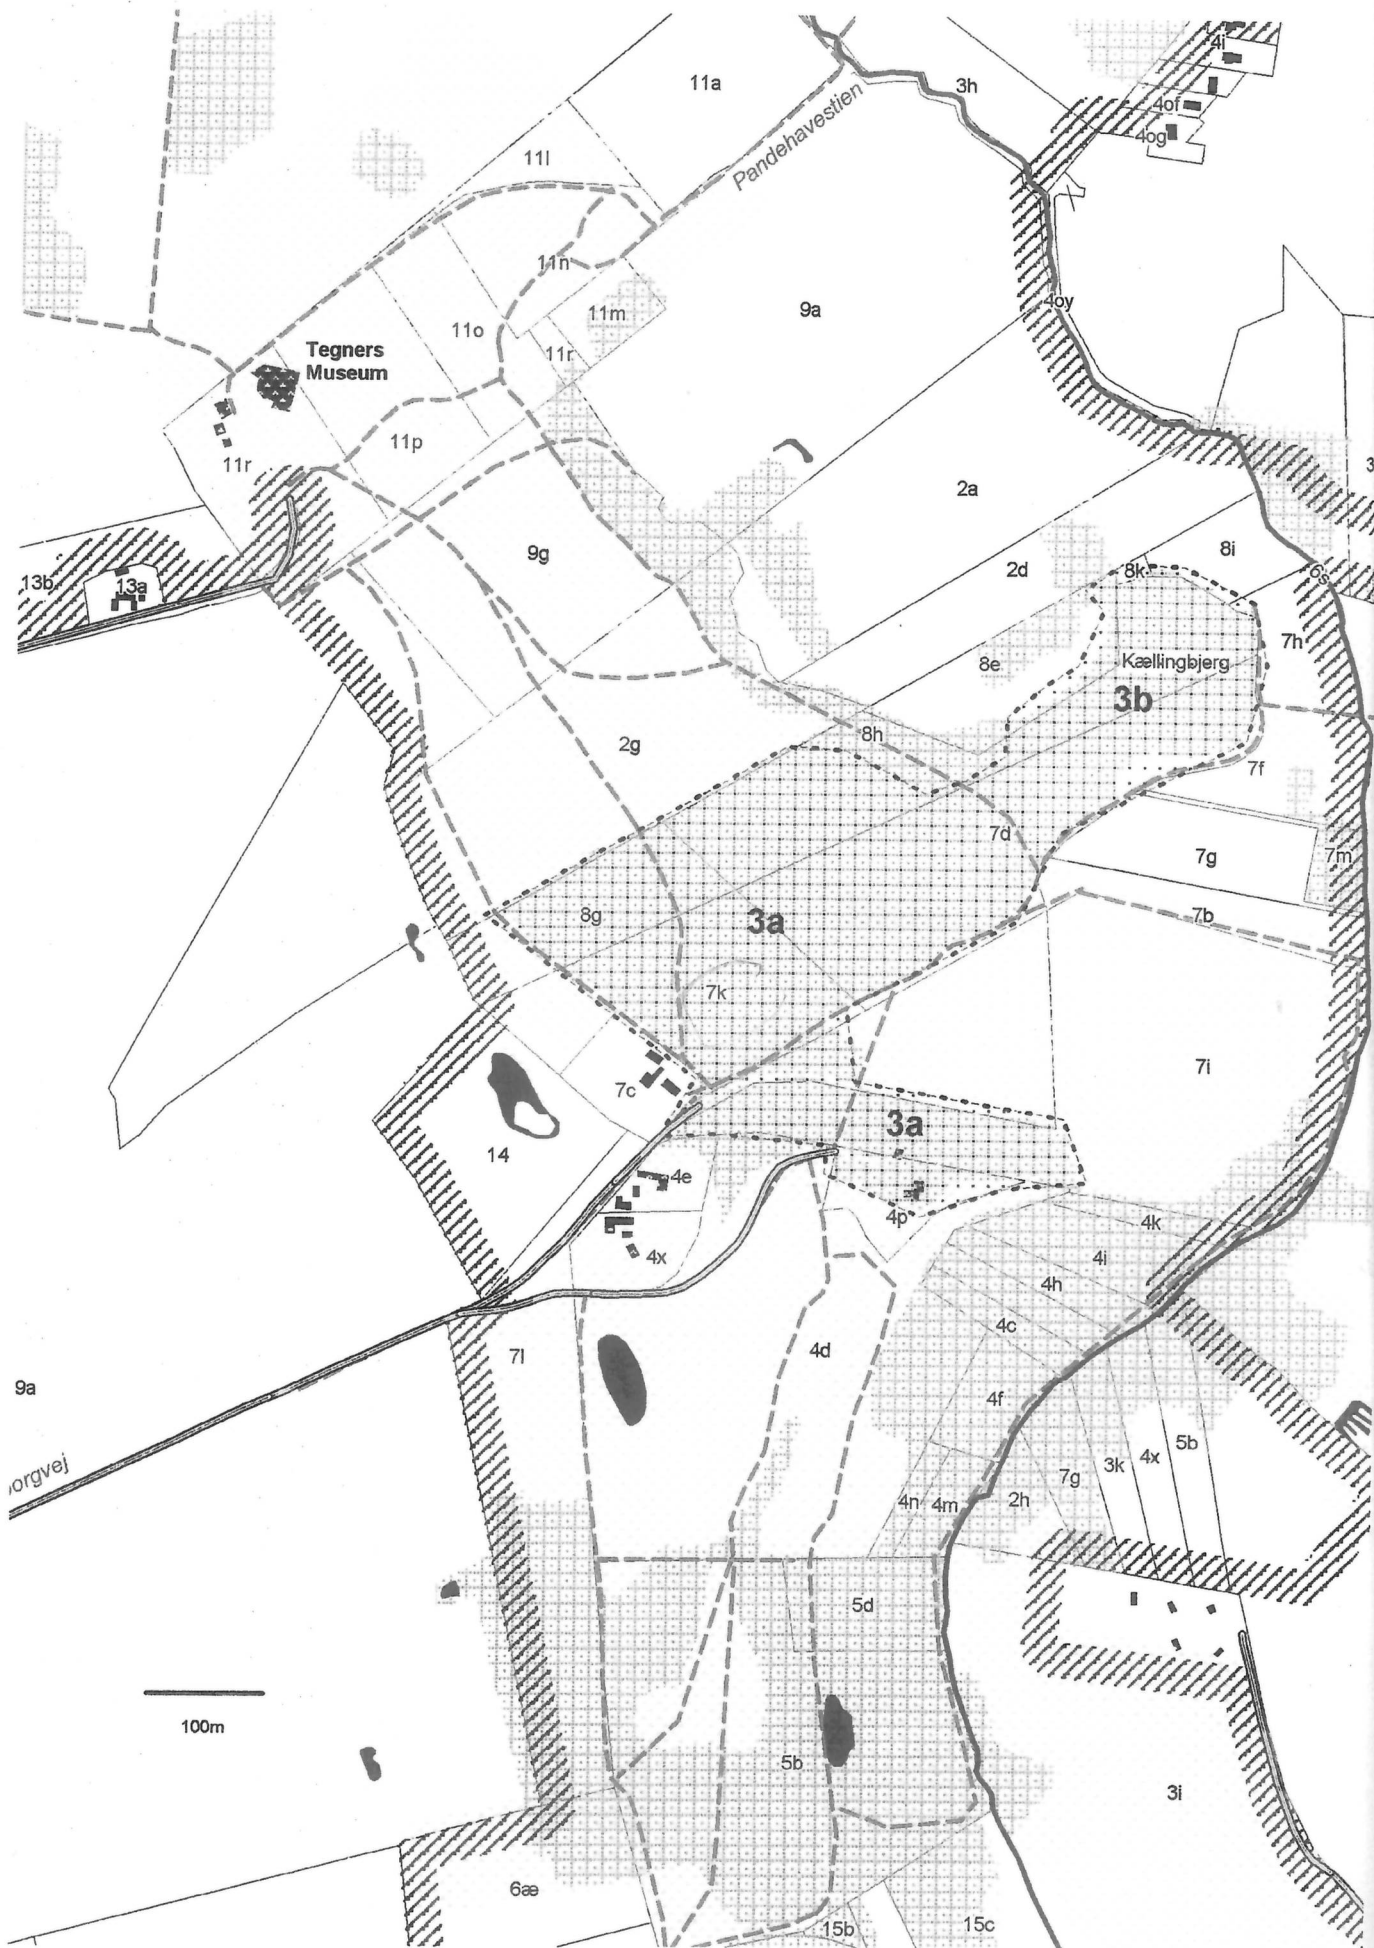 4i
11a
3h
4of
4og
Pandehavestien
11l
11n
4oy
11m
9a
11o
11r
Tegners
Museum
11p
11r
3
2a
9g
8i
2d
8k
6s
13b
13a
7h
8e
Kællingbjerg
3b
8h
2g
7f
7d
7g
7m
8g
3a
7b
7k
7i
7c
3a
14
4e
4p
4k
4x
4i
4h
4c
7l
4d
9a
4f
5b
4x
3k
orgvej
7g
4n
4m
2h
5d
100m
5b
3i
6æ
15b
15c